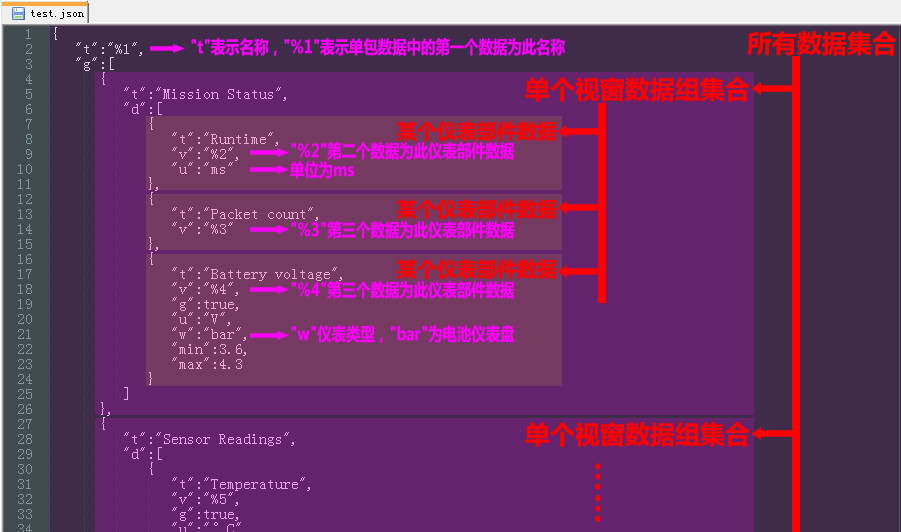 test.json
1 {
2 "t":"%1", "t"表示名称，"%1"表示单包数据中的第一个数据为此名称 所有数据集合
3 "g":[
4 {
5 "t":"Mission Status", 单个视窗数据组集合
6 "d":[
7 {
8 "t":"Runtime", 某个仪表部件数据
9 "v":"%2", "%2"第二个数据为此仪表部件数据
10 "u":"ms" 单位为ms
11 },
12 {
13 "t":"Packet count", 某个仪表部件数据
14 "v":"%3" "%3"第三个数据为此仪表部件数据
15 },
16 {
17 "t":"Battery voltage", 某个仪表部件数据
18 "v":"%4", "%4"第三个数据为此仪表部件数据
19 "g":true,
20 "u":"V",
21 "w":"bar", "w"仪表类型，"bar"为电池仪表盘
22 "min":3.6,
23 "max":4.3
24 }
25 ]
26 },
27 {
28 "t":"Sensor Readings", 单个视窗数据组集合
29 "d":[
30 {
31 "t":"Temperature",
32 "v":"%5",
33 "g":true,
34 "u":"°C"